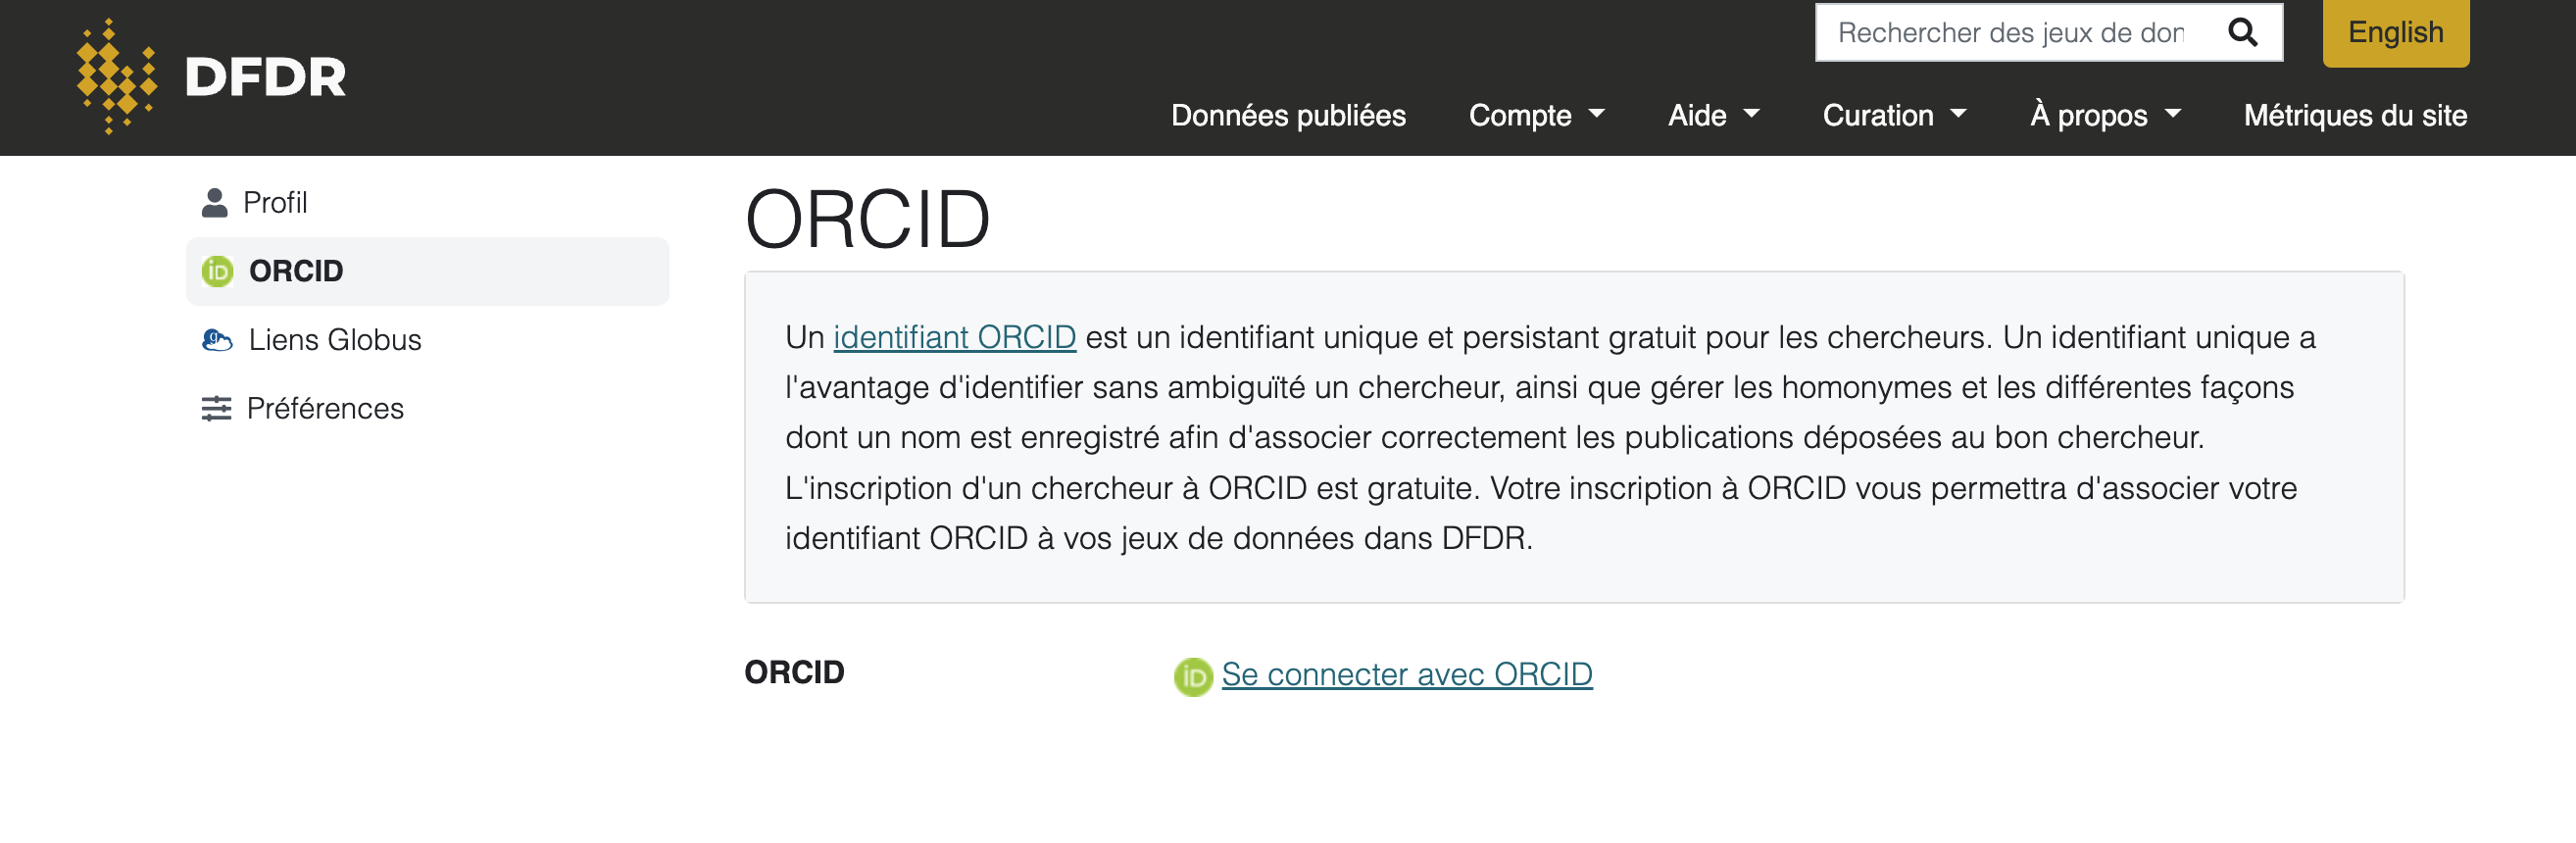 DFDR
Rechercher des jeux de don
English
Données publiées Compte Aide Curation À propos Métriques du site
Profil
ORCID
Liens Globus
Préférences
ORCID
Un identifiant ORCID est un identifiant unique et persistant gratuit pour les chercheurs. Un identifiant unique a
l'avantage d'identifier sans ambiguïté un chercheur, ainsi que gérer les homonymes et les différentes façons
dont un nom est enregistré afin d'associer correctement les publications déposées au bon chercheur.
L'inscription d'un chercheur à ORCID est gratuite. Votre inscription à ORCID vous permettra d'associer votre
identifiant ORCID à vos jeux de données dans DFDR.
ORCID
iD Se connecter avec ORCID